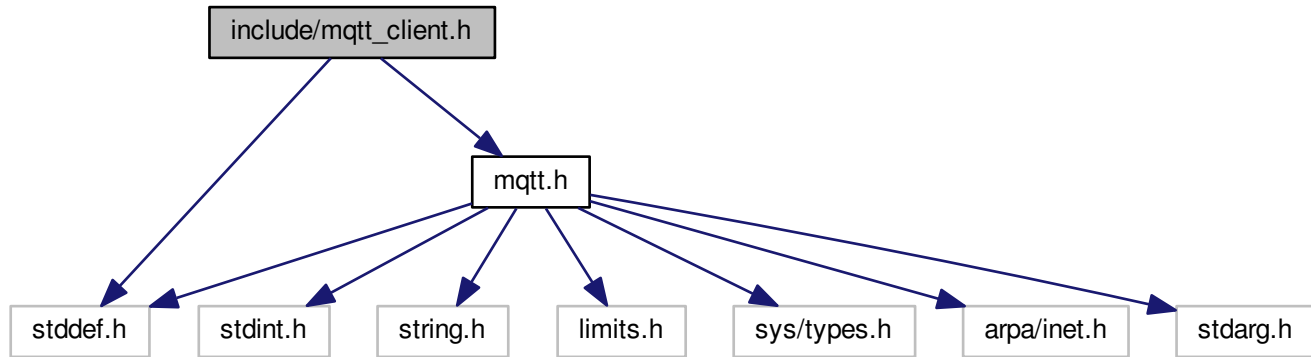 include/mqtt_client.h
mqtt.h
stddef.h
stdint.h
string.h
limits.h
sys/types.h
arpa/inet.h
stdarg.h